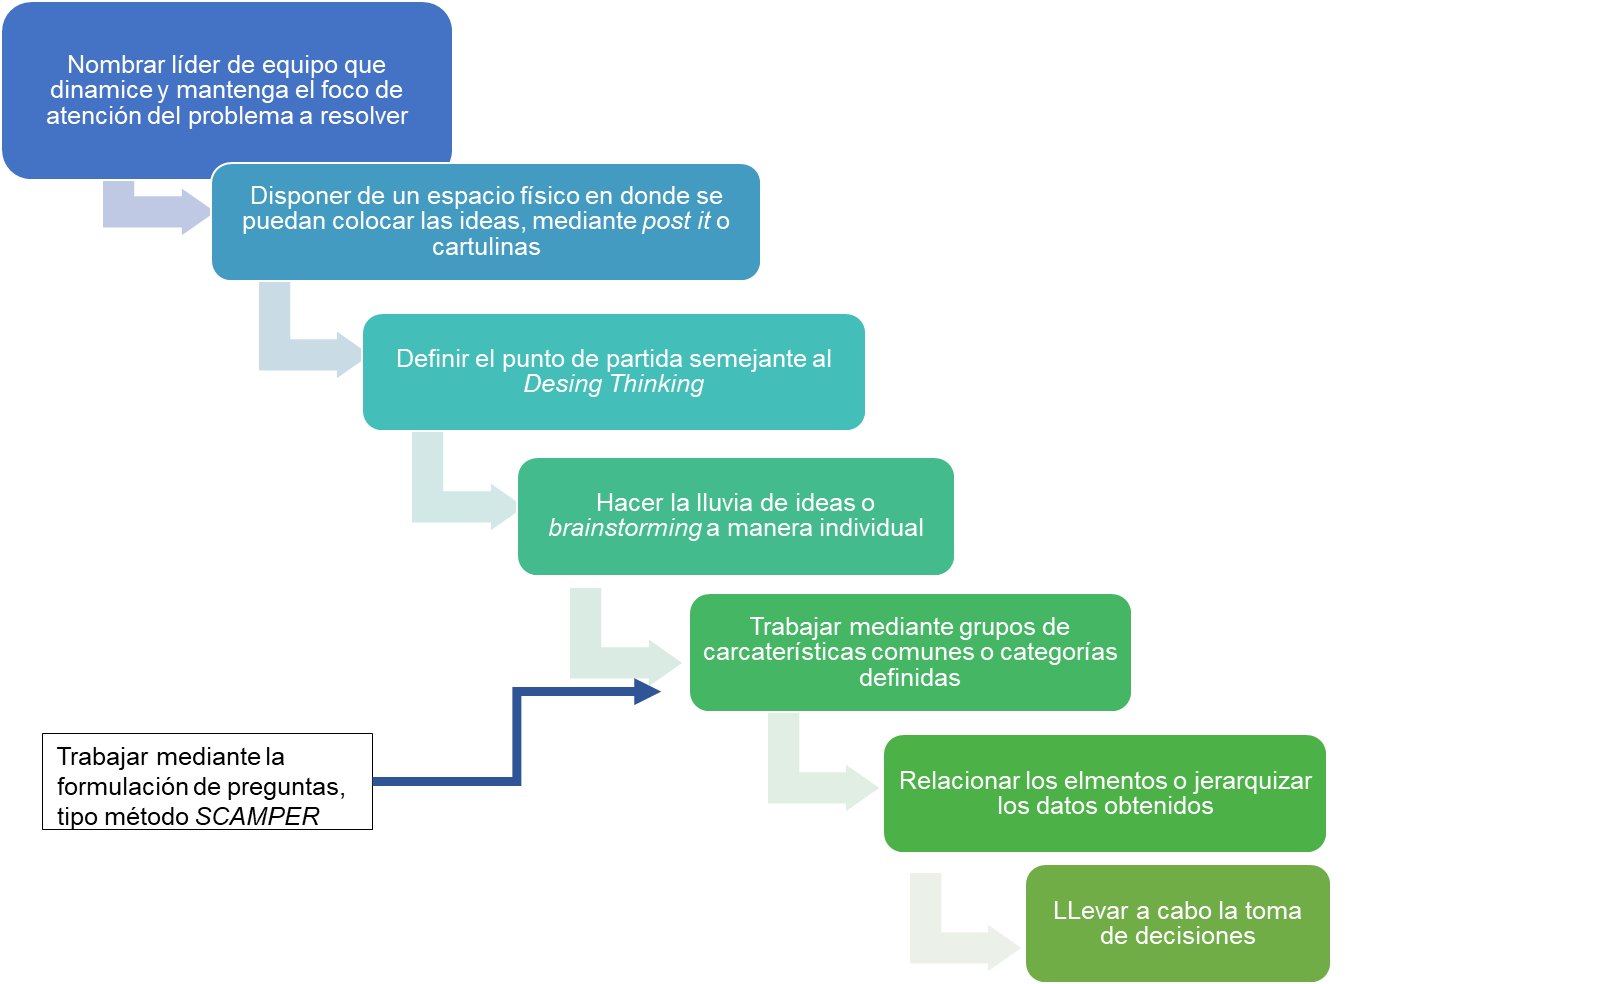 Nombrar líder de equipo que
dinamice y mantenga el foco de
atención del problema a resolver
Disponer de un espacio físico en donde se
puedan colocar las ideas, mediante post it o
cartulinas
Definir el punto de partida semejante al
Desing Thinking
Hacer la lluvia de ideas o
brainstorming a manera individual
Trabajar mediante grupos de
carcaterísticas comunes o categorías
definidas
Trabajar mediante la
formulación de preguntas,
tipo método SCAMPER
Relacionar los elmentos o jerarquizar
los datos obtenidos
LLevar a cabo la toma
de decisiones